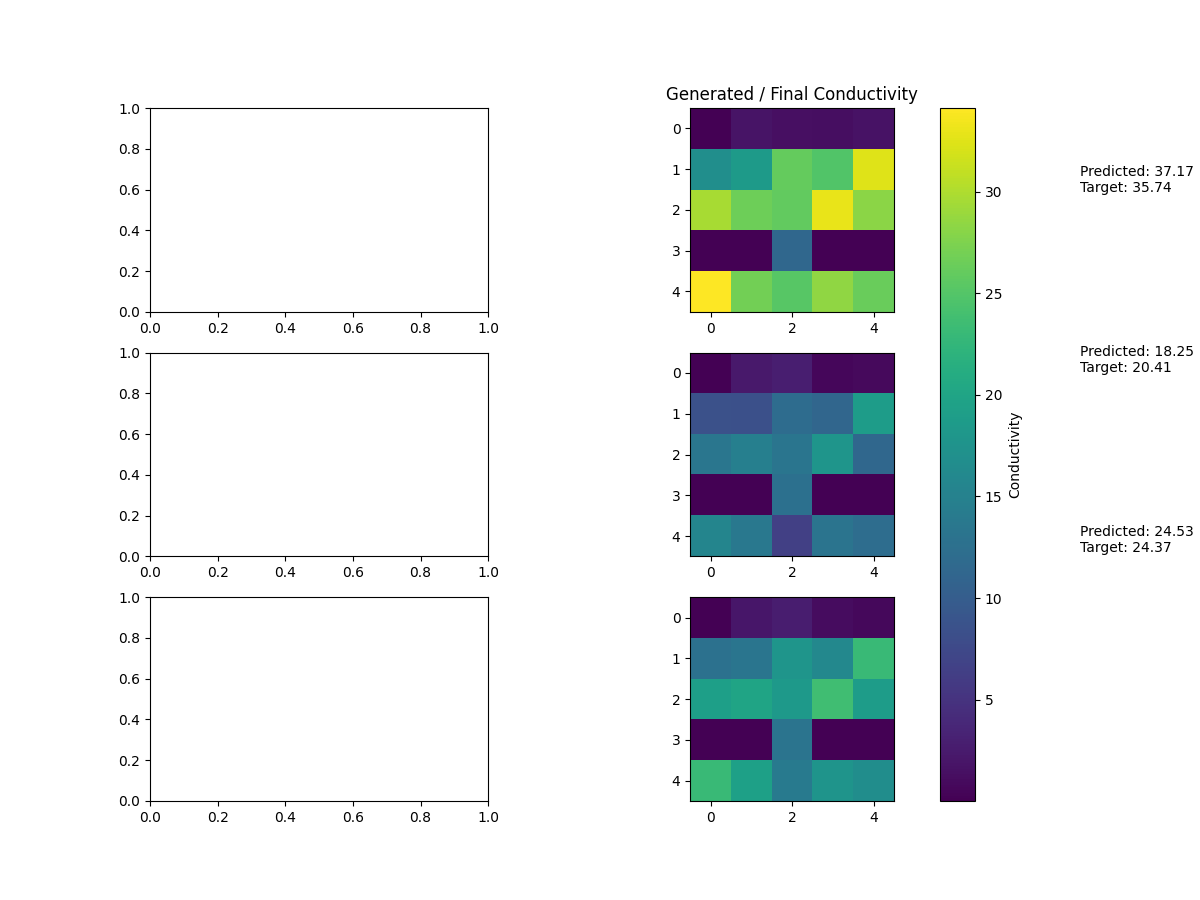 Generated / Final Conductivity
1.0
0.8
0.6
0.4
0.2
0.0
0.0 0.2 0.4 0.6 0.8 1.0
0
1
2
3
4
0 2 4
1.0
0.8
0.6
0.4
0.2
0.0
0.0 0.2 0.4 0.6 0.8 1.0
0
1
2
3
4
0 2 4
1.0
0.8
0.6
0.4
0.2
0.0
0.0 0.2 0.4 0.6 0.8 1.0
0
1
2
3
4
0 2 4
30
25
20
15
10
5
Conductivity
Predicted: 37.17
Target: 35.74
Predicted: 18.25
Target: 20.41
Predicted: 24.53
Target: 24.37